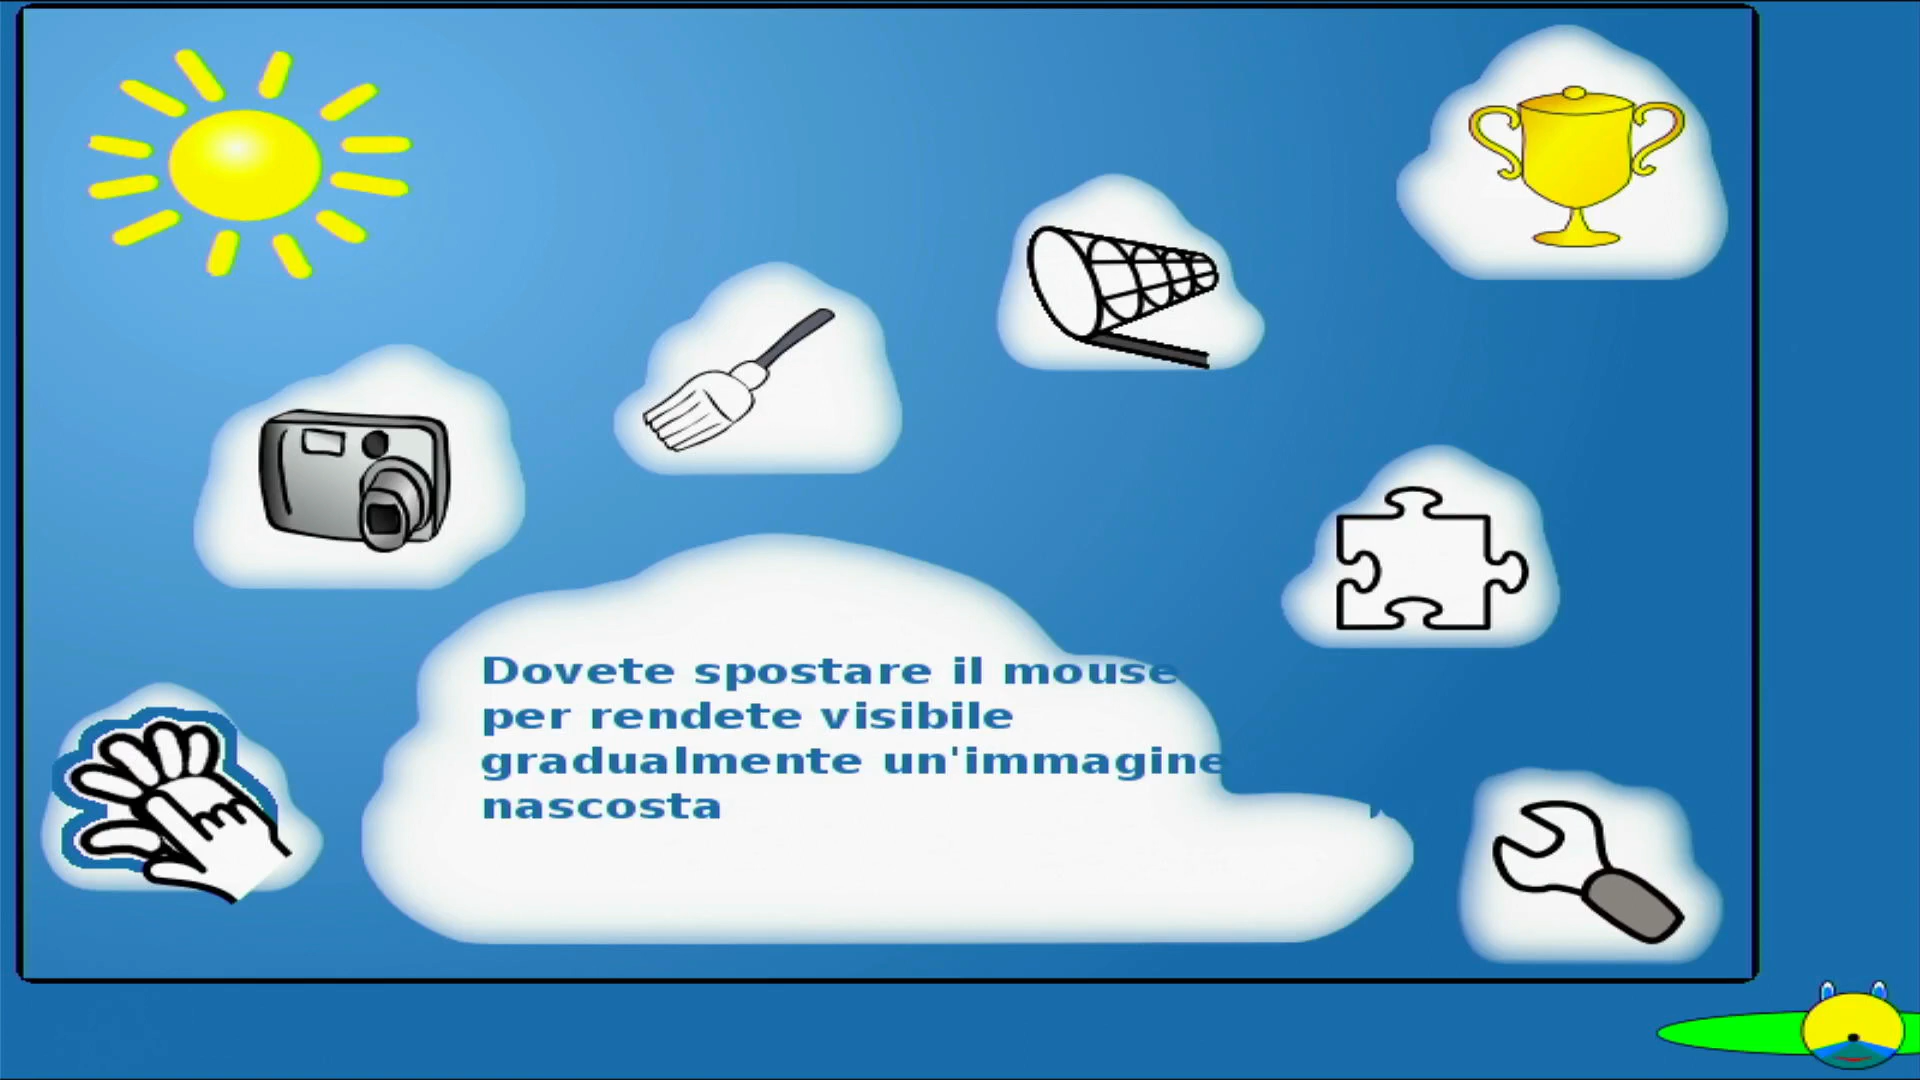 Dovete spostare il mouse
per rendete visibile
gradualmente un'immagine
nascosta